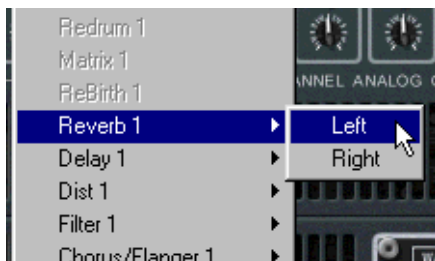 Redrum 1
Matrix 1
ReBirth 1
NNEL ANALOG
Reverb 1
Left
Delay 1
Right
Dist 1
Filter 1
Chorus/Flanger 1